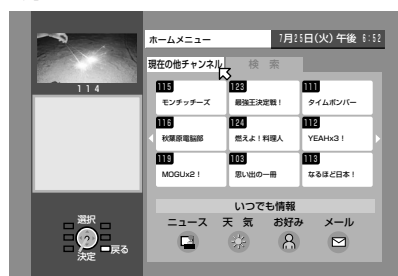 ホームメニュー
7月25日(火) 午後 6:52
現在の他チャンネル
検 索
114
115
モンチッチーズ
123
最強王決定戦!
111
タイムボンバー
116
秋葉原電脳部
124
燃えよ!料理人
112
YEAHx3!
119
MOGUx2!
103
思い出の一冊
113
なるほど日本!
いつでも情報
ニュース
天 気
お好み
メール
選択
戻る
決定